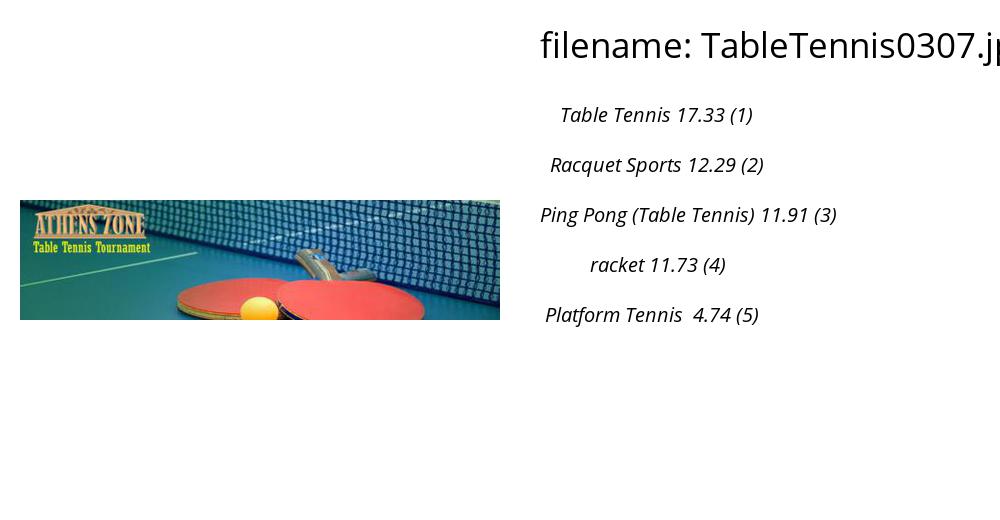 filename: TableTennis0307.jp
Table Tennis 17.33 (1)
Racquet Sports 12.29 (2)
Ping Pong (Table Tennis) 11.91 (3)
racket 11.73 (4)
Platform Tennis 4.74 (5)
ATHENS ZONE
Table Tennis Tournament